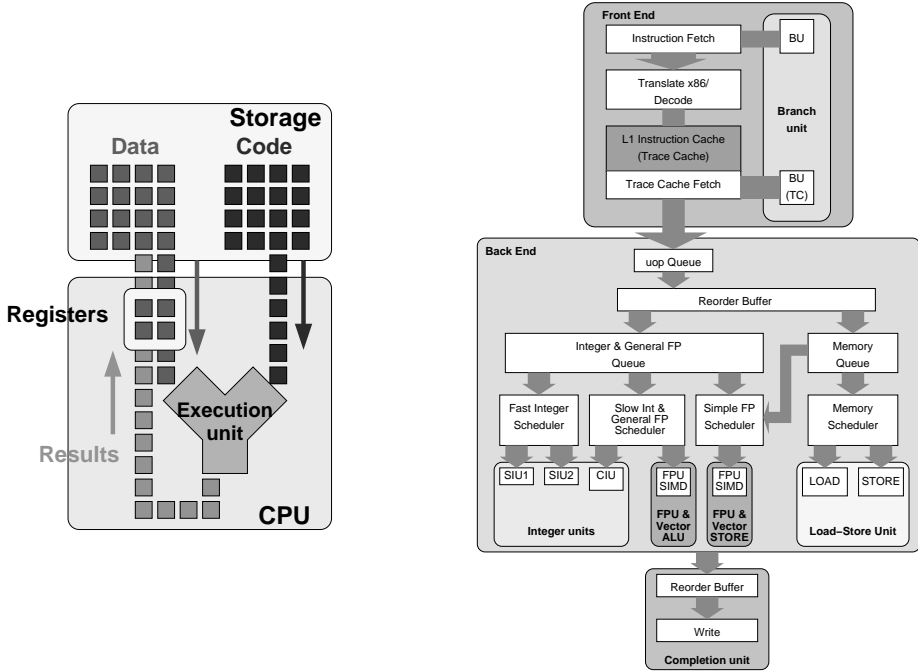 Storage
Data
Code
Registers
Execution
unit
Results
CPU
Front End
Instruction Fetch
BU
Translate x86/
Decode
Branch
unit
L1 Instruction Cache
(Trace Cache)
Trace Cache Fetch
BU
(TC)
Back End
uop Queue
Reorder Buffer
Integer & General FP
Queue
Memory
Queue
Fast Integer
Scheduler
Slow Int &
General FP
Scheduler
Simple FP
Scheduler
Memory
Scheduler
SIU1
SIU2
CIU
FPU
SIMD
FPU
SIMD
LOAD
STORE
Integer units
FPU &
Vector
ALU
FPU &
Vector
STORE
Load–Store Unit
Reorder Buffer
Write
Completion unit